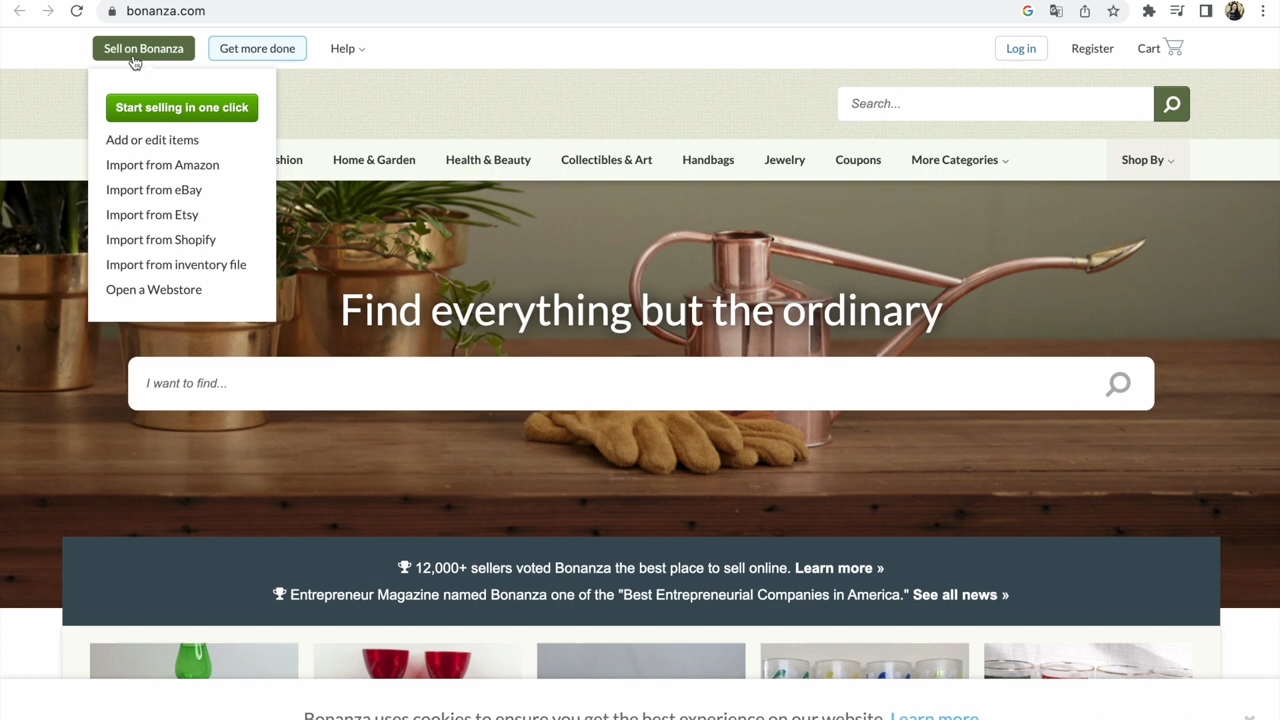 bonanza.com
Sell on Bonanza
Get more done
Help
Log in
Register
Cart
Start selling in one click
Add or edit items
Import from Amazon
Import from eBay
Import from Etsy
Import from Shopify
Import from inventory file
Open a Webstore
Search...
shion
Home & Garden
Health & Beauty
Collectibles & Art
Handbags
Jewelry
Coupons
More Categories
Shop By
Find everything but the ordinary
I want to find...
12,000+ sellers voted Bonanza the best place to sell online. Learn more »
Entrepreneur Magazine named Bonanza one of the "Best Entrepreneurial Companies in America." See all news »
Bonanza uses cookies to ensure you get the best experience on our website. Learn more